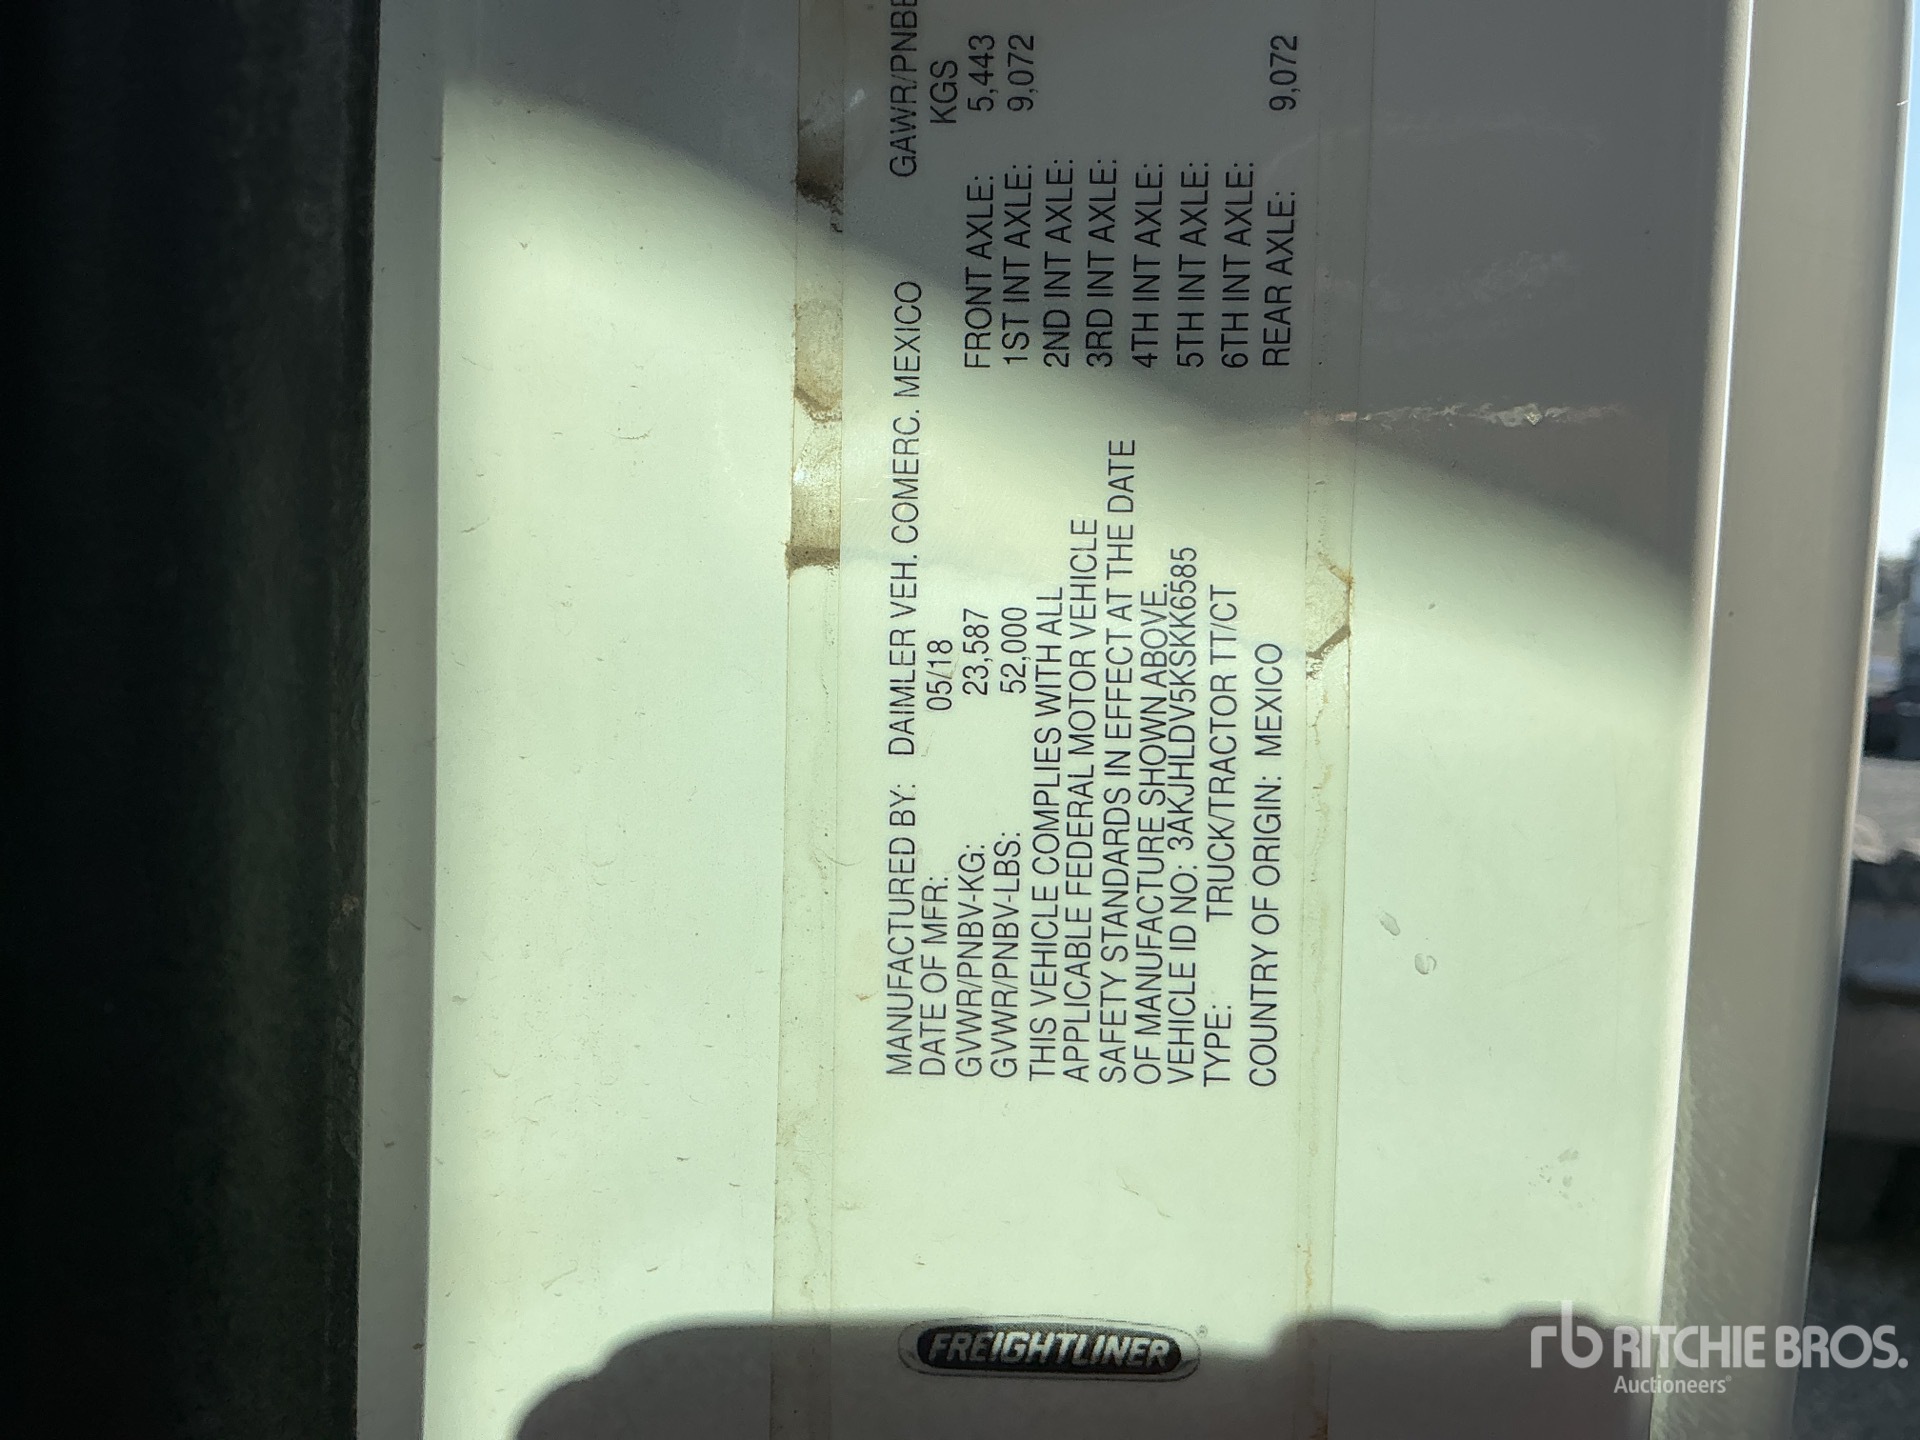 FREIGHTLINER
MANUFACTURED BY: DAIMLER VEH. COMERC. MEXICO
DATE OF MFR: 05/18
GVWR/PNBV-KG: 23,587
GVWR/PNBV-LBS: 52,000
THIS VEHICLE COMPLIES WITH ALL
APPLICABLE FEDERAL MOTOR VEHICLE
SAFETY STANDARDS IN EFFECT AT THE DATE
OF MANUFACTURE SHOWN ABOVE.
VEHICLE ID NO: 3AKJHLDV5KSKK6585
TYPE: TRUCK/TRACTOR TT/CT
COUNTRY OF ORIGIN: MEXICO
KGS
FRONT AXLE: 5,443
1ST INT AXLE: 9,072
2ND INT AXLE:
3RD INT AXLE:
4TH INT AXLE:
5TH INT AXLE:
6TH INT AXLE:
REAR AXLE: 9,072
rb RITCHIE BROS.
Auctioneers